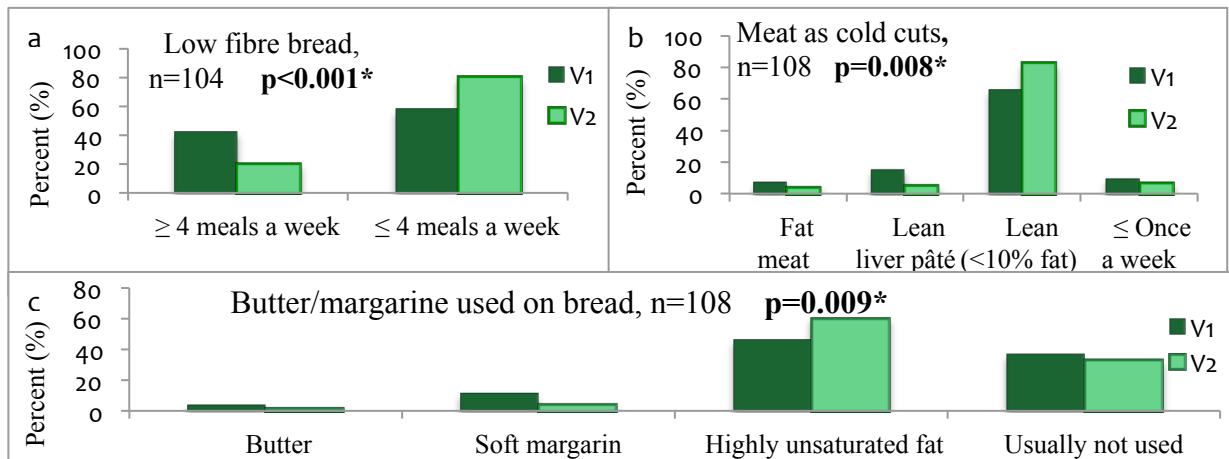 a
Low fibre bread,
n=104 p<0.001*
Percent (%)
100
80
60
40
20
0
V1
V2
≥ 4 meals a week
≤ 4 meals a week
b
Meat as cold cuts,
n=108 p=0.008*
Percent (%)
100
80
60
40
20
0
V1
V2
Fat
meat
Lean
liver pâté
Lean
(<10% fat)
≤ Once
a week
c
Butter/margarine used on bread, n=108 p=0.009*
Percent (%)
80
60
40
20
0
V1
V2
Butter
Soft margarin
Highly unsaturated fat
Usually not used